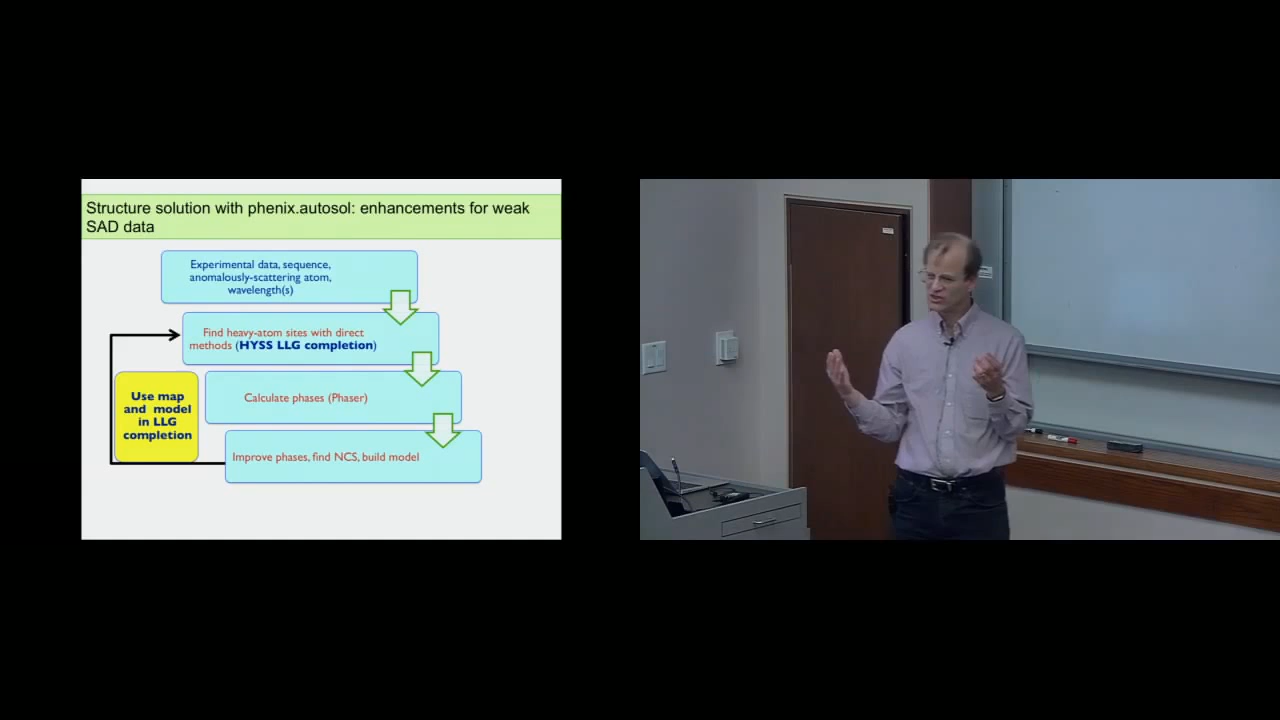 Structure solution with phenix.autosol: enhancements for weak
SAD data
Experimental data, sequence,
anomalously-scattering atom,
wavelength(s)
Find heavy-atom sites with direct
methods (HYSS LLG completion)
Use map
and model
in LLG
completion
Calculate phases (Phaser)
Improve phases, find NCS, build model